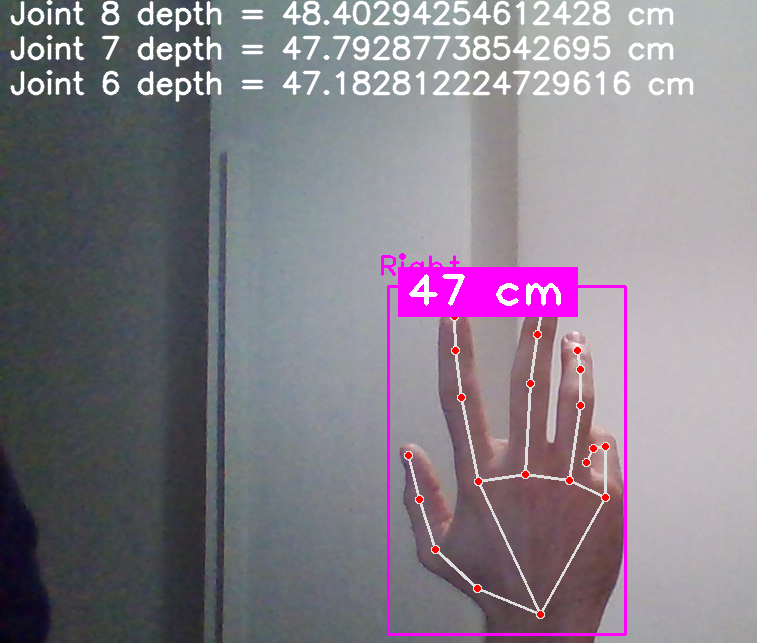 Joint 8 depth = 48.40294254612428 cm
Joint 7 depth = 47.79287738542695 cm
Joint 6 depth = 47.182812224729616 cm
Right
47 cm